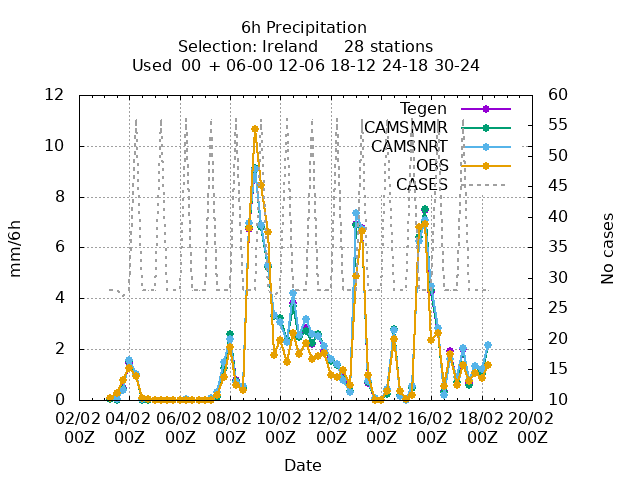 6h Precipitation
Selection: Ireland 28 stations
Used 00 + 06-00 12-06 18-12 24-18 30-24
12 60
Tegen 55
10 CAMSMMR 50
CAMSNRT
OBS
8 CASES 45
40
6 35
30
4 25
20
2 15
0 10
mm/6h
No cases
02/02 04/02 06/02 08/02 10/02 12/02 14/02 16/02 18/02 20/02
00Z 00Z 00Z 00Z 00Z 00Z 00Z 00Z 00Z 00Z
Date